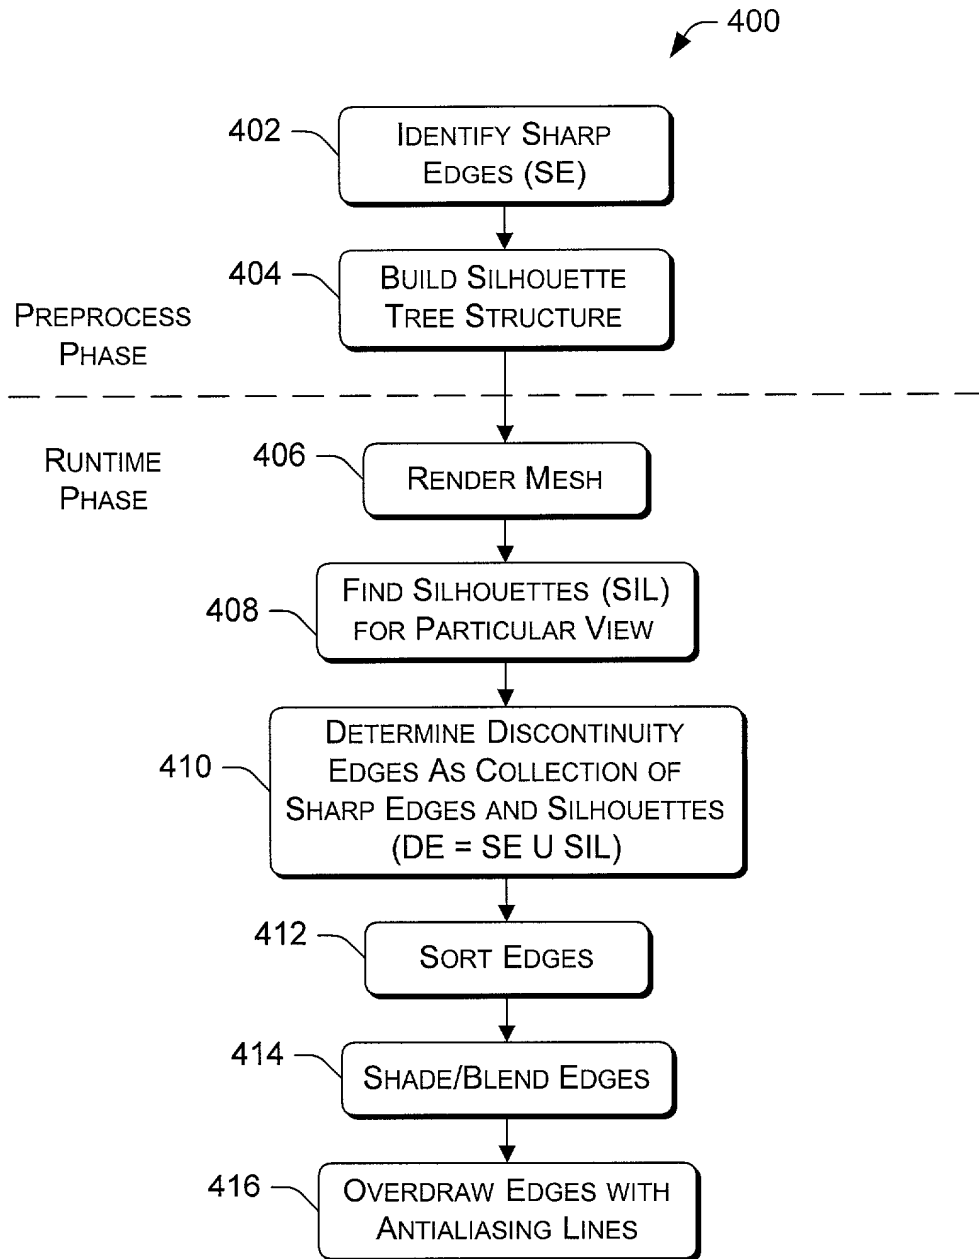 400
402
IDENTIFY SHARP
EDGES (SE)
404
BUILD SILHOUETTE
TREE STRUCTURE
PREPROCESS
PHASE
RUNTIME
PHASE
406
RENDER MESH
408
FIND SILHOUETTES (SIL)
FOR PARTICULAR VIEW
410
DETERMINE DISCONTINUITY
EDGES AS COLLECTION OF
SHARP EDGES AND SILHOUETTES
(DE = SE U SIL)
412
SORT EDGES
414
SHADE/BLEND EDGES
416
OVERDRAW EDGES WITH
ANTIALIASING LINES